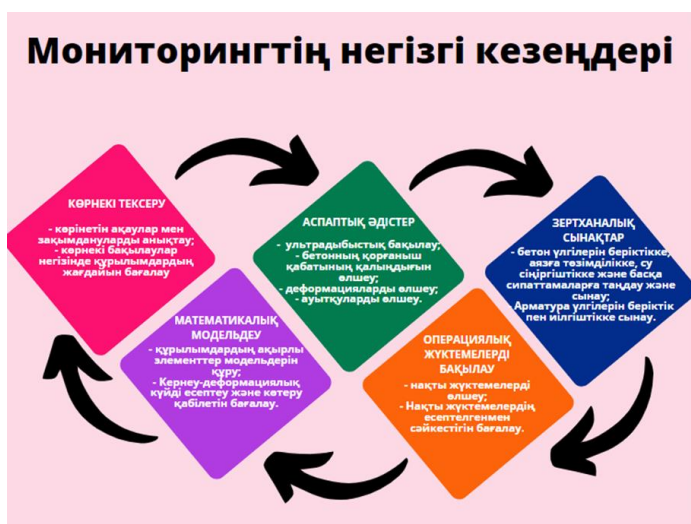 Мониторингтің негізгі кезеңдері
КӨРНЕКІ ТЕКСЕРУ
- көрінетін ақаулар мен
зақымдануларды анықтау;
- көрнекі бақылаулар
негізінде құрылымдардың
жағдайын бағалау
АСПАПТЫҚ ӘДІСТЕР
- ультрадыбыстық бақылау;
- бетонның қорғаныш
қабатының қалыңдығын
өлшеу;
- деформацияларды өлшеу;
- ауытқуларды өлшеу.
ЗЕРТХАНАЛЫҚ
СЫНАҚТАР
- бетон үлгілерін беріктікке,
аязға төзімділікке, су
сіңіргіштікке және басқа
сипаттамаларға таңдау және
сынау;
Арматура үлгілерін беріктік
пен илгіштікке сынау.
ОПЕРАЦИЯЛЫҚ
ЖҮКТЕМЕЛЕРДІ
БАҚЫЛАУ
- нақты жүктемелерді
өлшеу;
- Нақты жүктемелердің
есептелгенмен
сәйкестігін бағалау.
МАТЕМАТИКАЛЫҚ
МОДЕЛЬДЕУ
- құрылымдардың ақырлы
элементтер модельдерін
құру;
- Кернеу-деформациялық
күйді есептеу және көтеру
қабілетін бағалау.